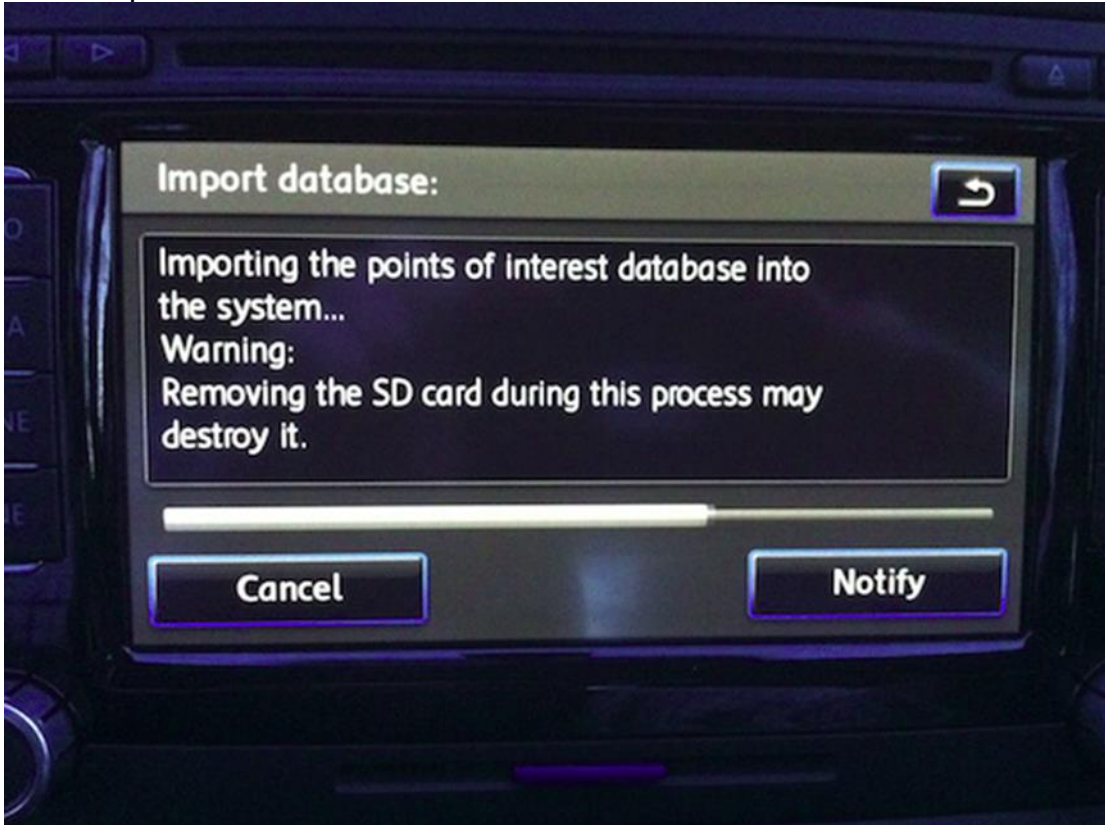 Import database:
Importing the points of interest database into
the system...
Warning:
Removing the SD card during this process may
destroy it.
Cancel
Notify